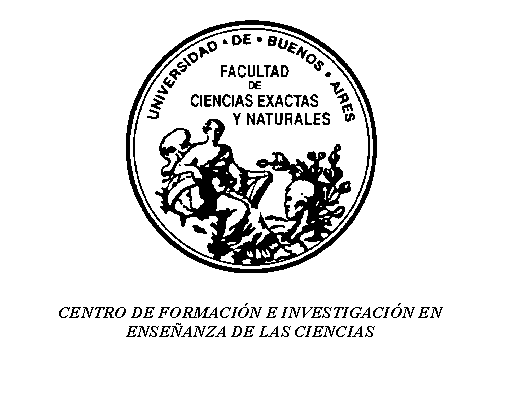 UNIVERSIDAD • DE • BUENOS • AIRES
FACULTAD
DE
CIENCIAS EXACTAS
Y NATURALES
CENTRO DE FORMACIÓN E INVESTIGACIÓN EN
ENSEÑANZA DE LAS CIENCIAS